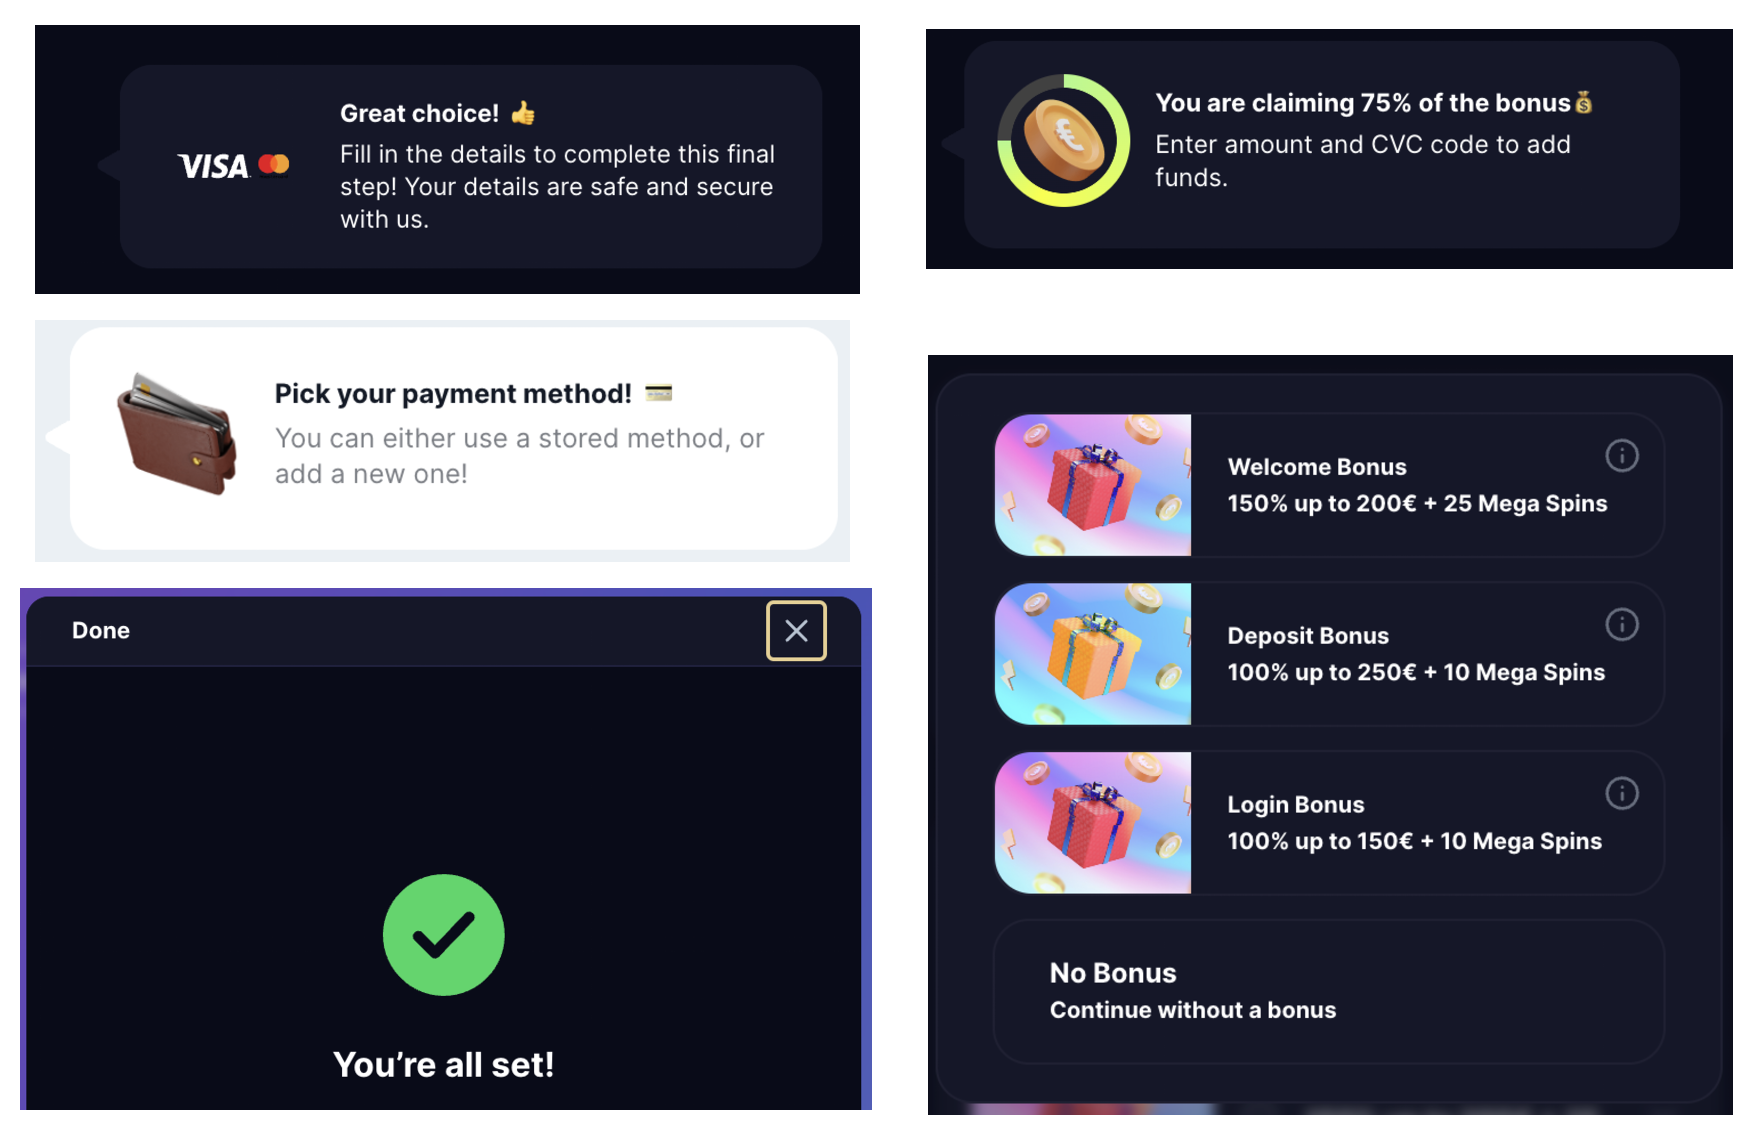 Great choice! 👍
VISA
Fill in the details to complete this final
step! Your details are safe and secure
with us.
Pick your payment method! 💳
You can either use a stored method, or
add a new one!
Done
You’re all set!
You are claiming 75% of the bonus💰
Enter amount and CVC code to add
funds.
Welcome Bonus
150% up to 200€ + 25 Mega Spins
Deposit Bonus
100% up to 250€ + 10 Mega Spins
Login Bonus
100% up to 150€ + 10 Mega Spins
No Bonus
Continue without a bonus